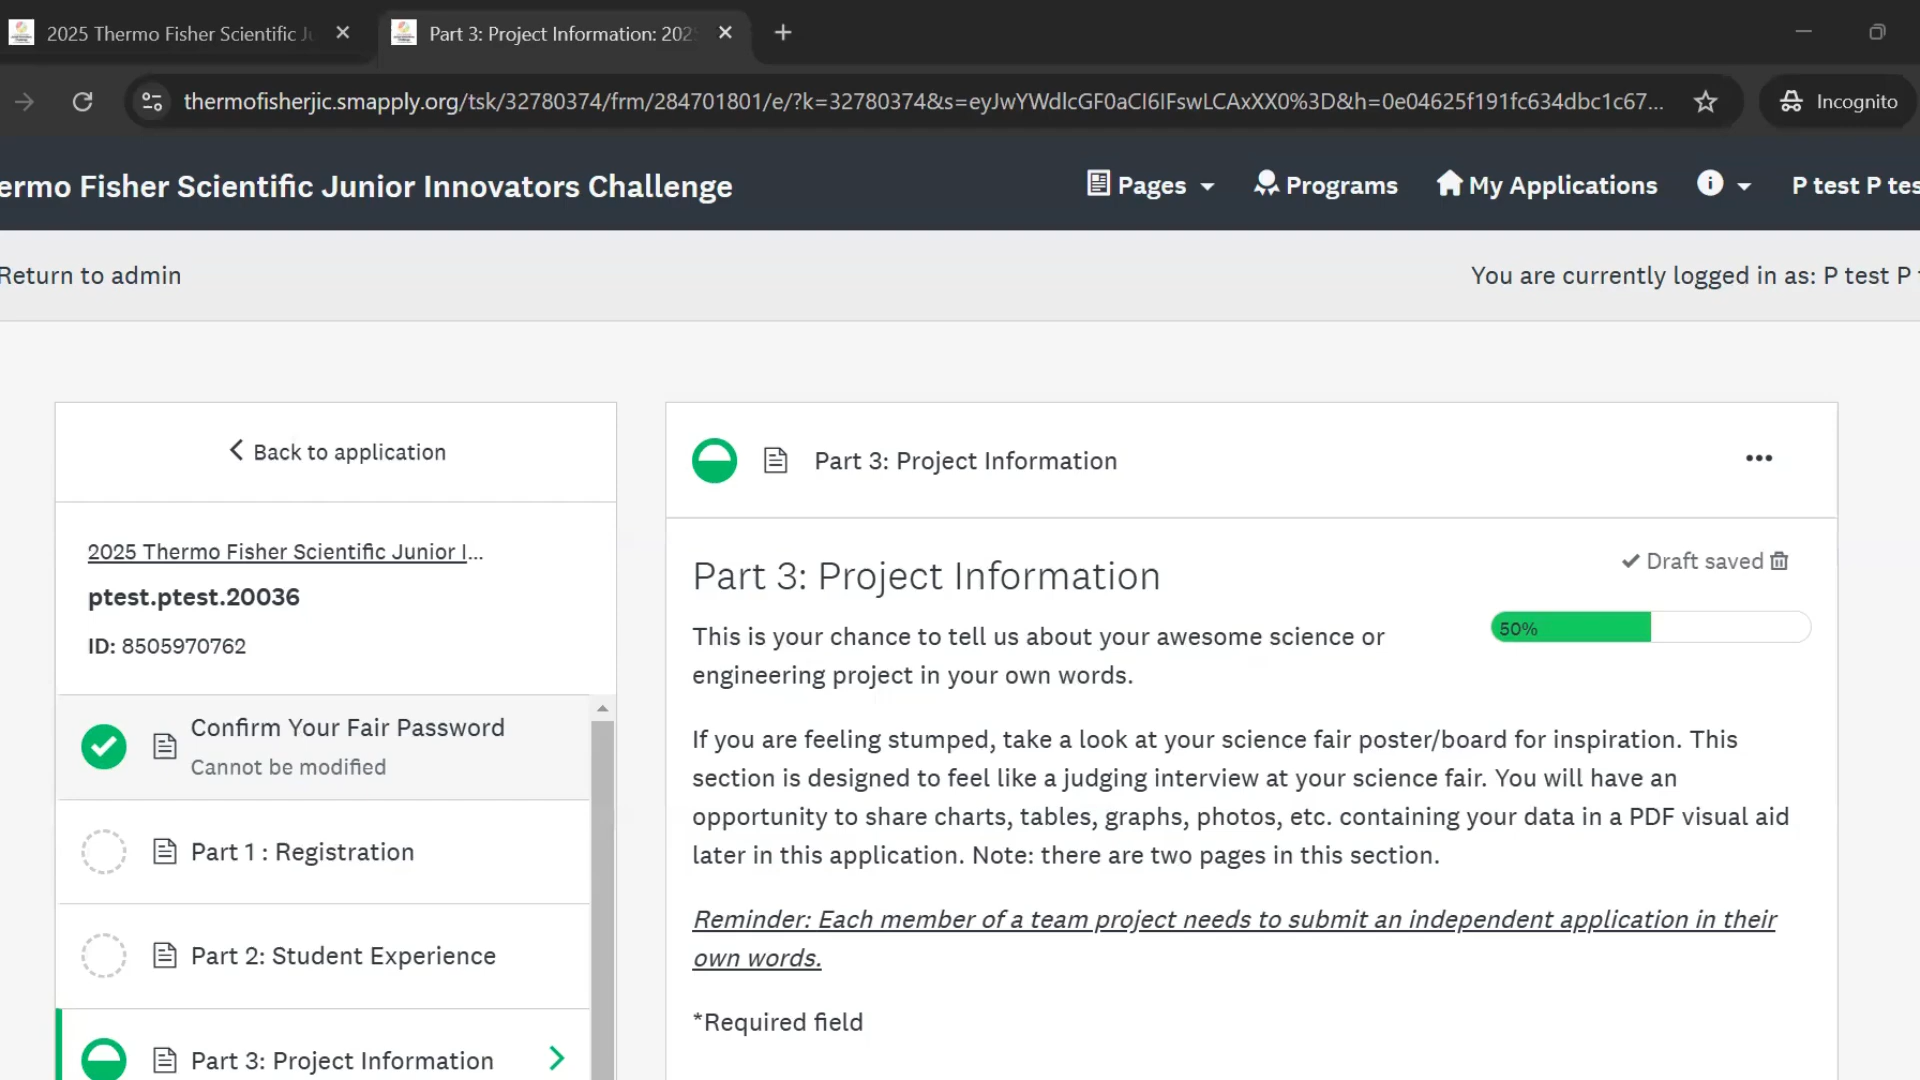 2025 Thermo Fisher Scientific
Part 3: Project Information: 202
thermofisherjic.smapply.org/tsk/32780374/frm/284701801/e/?k=32780374&s=eyJwYWdlcGF0aCI6IFswLCAxXX0%3D&h=0e04625f191fc634dbc1c67...
Incognito
ermo Fisher Scientific Junior Innovators Challenge
Pages
Programs
My Applications
P test P tes
Return to admin
You are currently logged in as: P test P
Back to application
2025 Thermo Fisher Scientific Junior I...
ptest.ptest.20036
ID: 8505970762
Confirm Your Fair Password
Cannot be modified
Part 1 : Registration
Part 2: Student Experience
Part 3: Project Information
Part 3: Project Information
Part 3: Project Information
Draft saved
50%
This is your chance to tell us about your awesome science or
engineering project in your own words.
If you are feeling stumped, take a look at your science fair poster/board for inspiration. This
section is designed to feel like a judging interview at your science fair. You will have an
opportunity to share charts, tables, graphs, photos, etc. containing your data in a PDF visual aid
later in this application. Note: there are two pages in this section.
Reminder: Each member of a team project needs to submit an independent application in their
own words.
*Required field